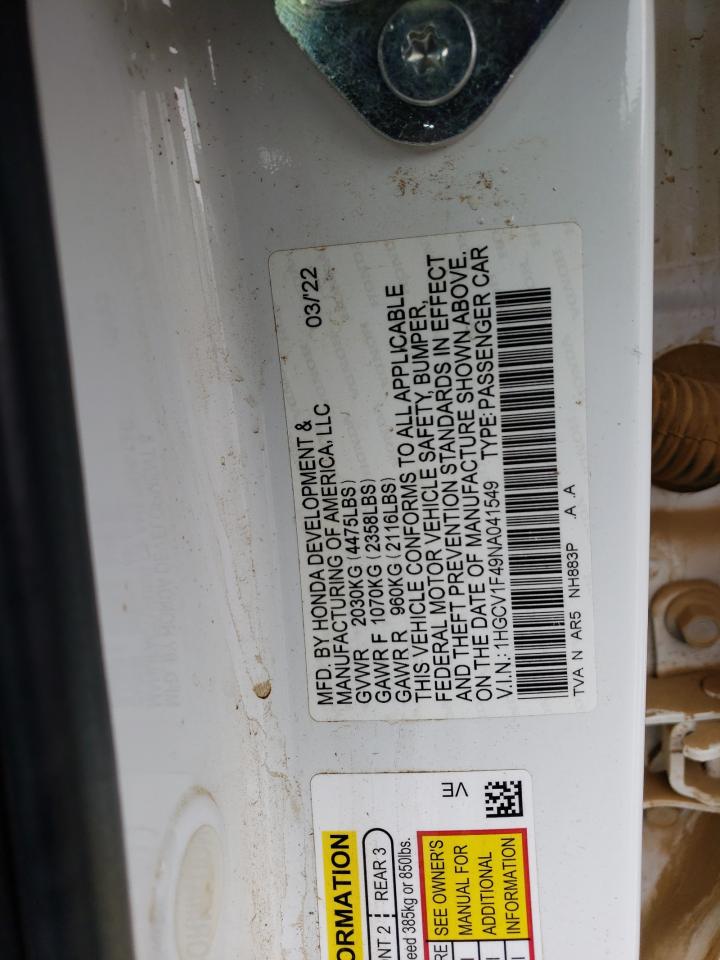 MFD. BY HONDA DEVELOPMENT & 03/'22
MANUFACTURING OF AMERICA, LLC
GVWR 2030KG (4475LBS)
GAWR F 1070KG (2358LBS)
GAWR R 960KG (2116LBS)
THIS VEHICLE CONFORMS TO ALL APPLICABLE
FEDERAL MOTOR VEHICLE SAFETY, BUMPER,
AND THEFT PREVENTION STANDARDS IN EFFECT
ON THE DATE OF MANUFACTURE SHOWN ABOVE.
V.I.N.: 1HGCV1F49NA041549 TYPE: PASSENGER CAR
TVA N AR5 NH883P .A .A
VE
ORMATION
NT 2 REAR 3
eed 385kg or 850lbs.
RE SEE OWNER'S
MANUAL FOR
ADDITIONAL
INFORMATION